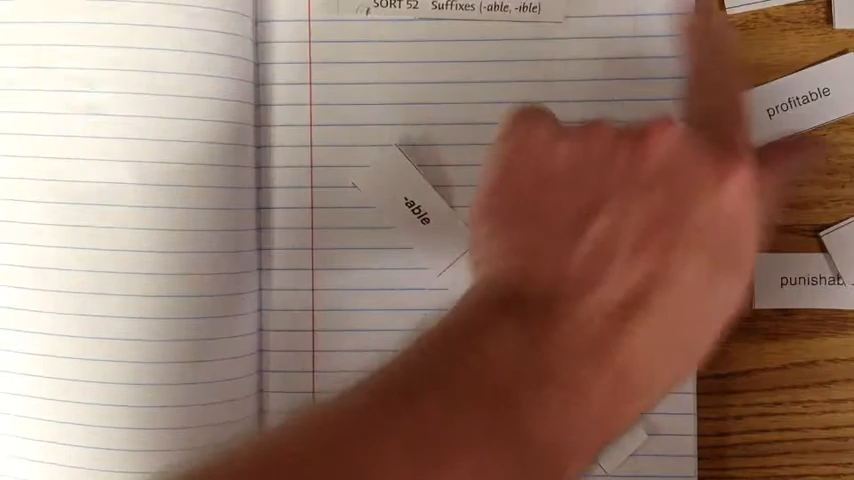 SORT 52 Suffixes (-able, -ible)
profitable
-able
punishab